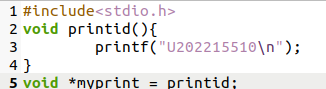 1 #include<stdio.h>
2 void printid(){
3         printf("U202215510\n");
4 }
5 void *myprint = printid;